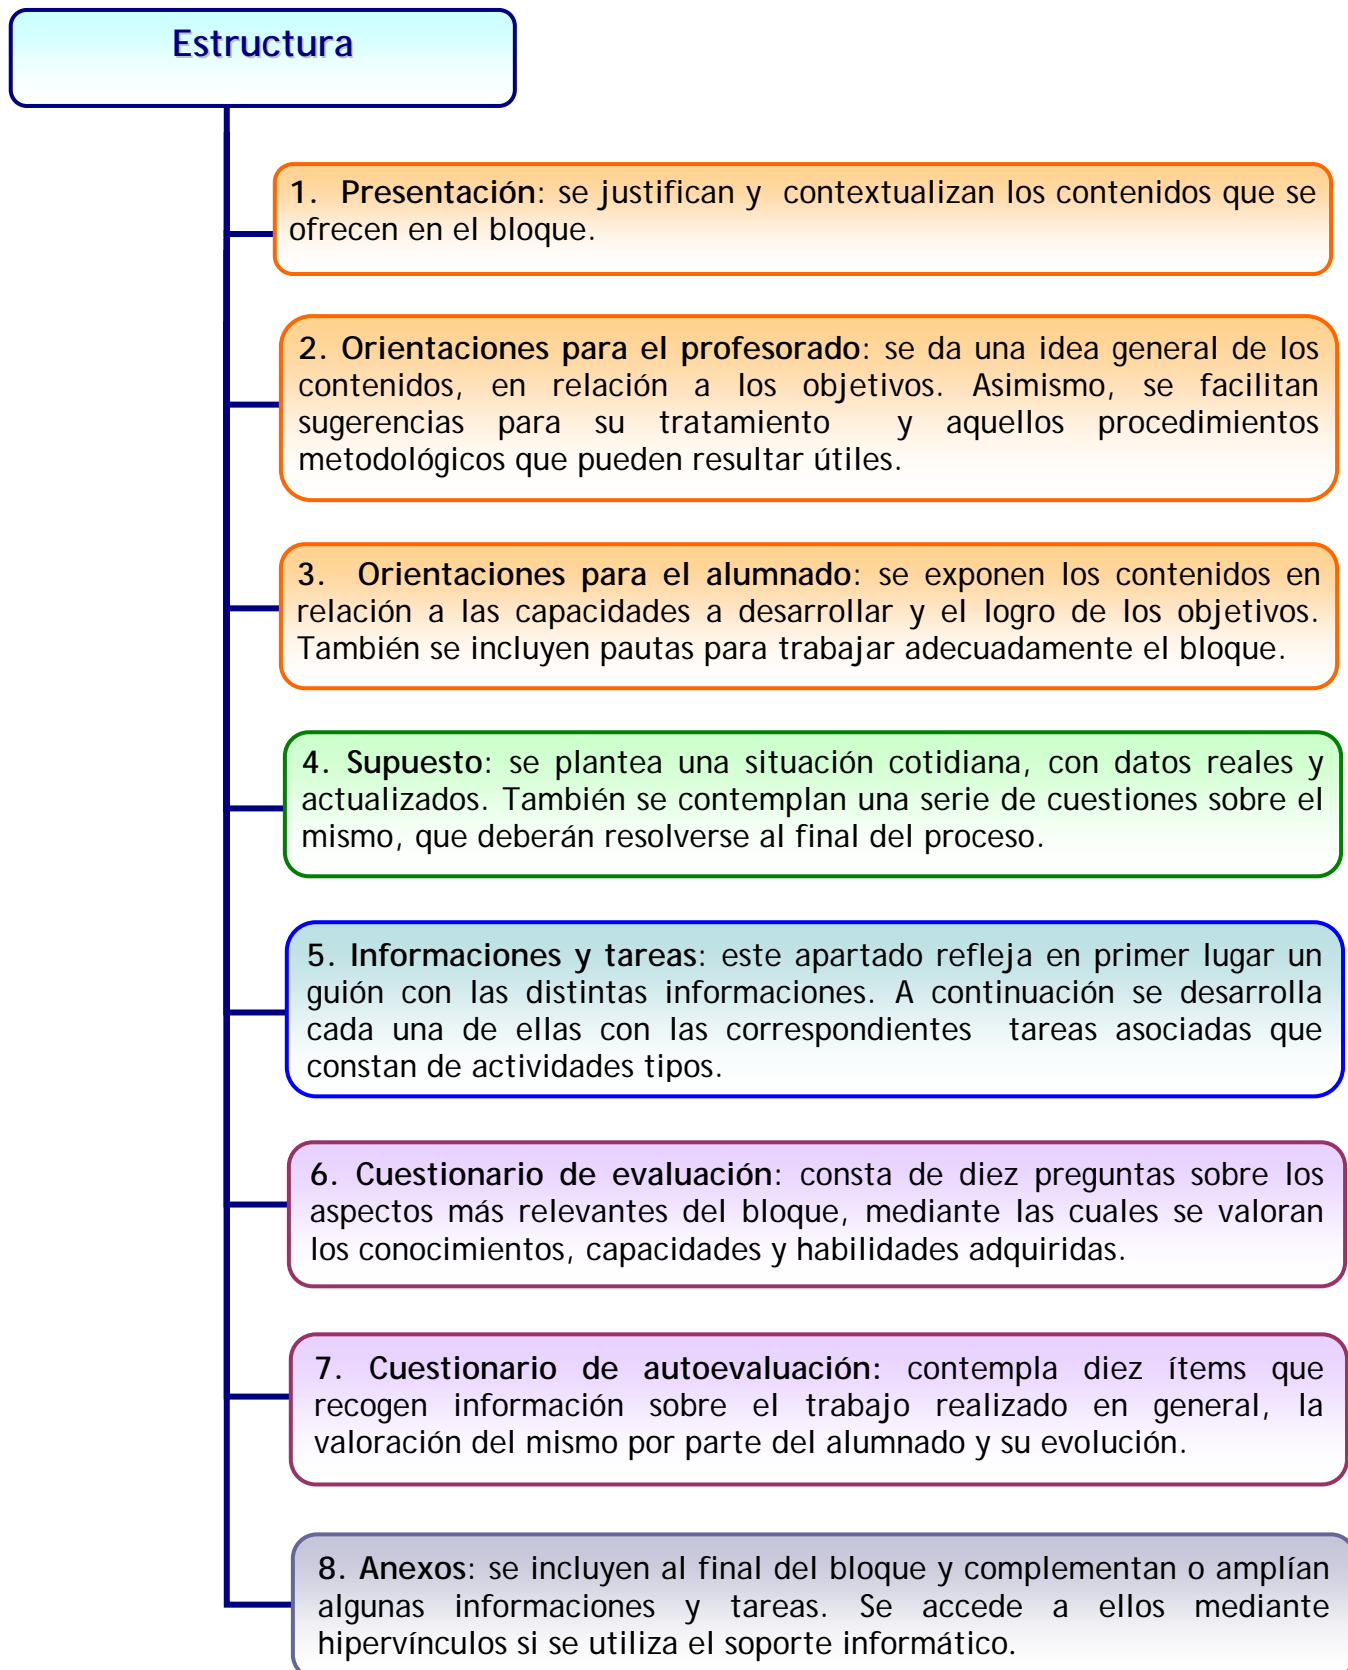 Estructura
1. Presentación: se justifican y contextualizan los contenidos que se
ofrecen en el bloque.
2. Orientaciones para el profesorado: se da una idea general de los
contenidos, en relación a los objetivos. Asimismo, se facilitan
sugerencias para su tratamiento y aquellos procedimientos
metodológicos que pueden resultar útiles.
3. Orientaciones para el alumnado: se exponen los contenidos en
relación a las capacidades a desarrollar y el logro de los objetivos.
También se incluyen pautas para trabajar adecuadamente el bloque.
4. Supuesto: se plantea una situación cotidiana, con datos reales y
actualizados. También se contemplan una serie de cuestiones sobre el
mismo, que deberán resolverse al final del proceso.
5. Informaciones y tareas: este apartado refleja en primer lugar un
guión con las distintas informaciones. A continuación se desarrolla
cada una de ellas con las correspondientes tareas asociadas que
constan de actividades tipos.
6. Cuestionario de evaluación: consta de diez preguntas sobre los
aspectos más relevantes del bloque, mediante las cuales se valoran
los conocimientos, capacidades y habilidades adquiridas.
7. Cuestionario de autoevaluación: contempla diez ítems que
recogen información sobre el trabajo realizado en general, la
valoración del mismo por parte del alumnado y su evolución.
8. Anexos: se incluyen al final del bloque y complementan o amplían
algunas informaciones y tareas. Se accede a ellos mediante
hipervínculos si se utiliza el soporte informático.